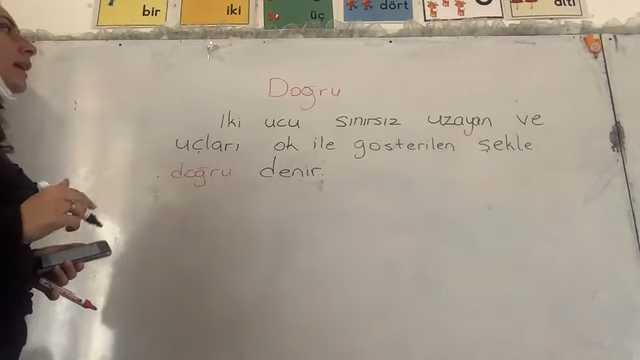 bir iki üç dört altı
Doğru
İki ucu sınırsız uzayan ve
uçları ok ile gösterilen şekle
doğru denir.